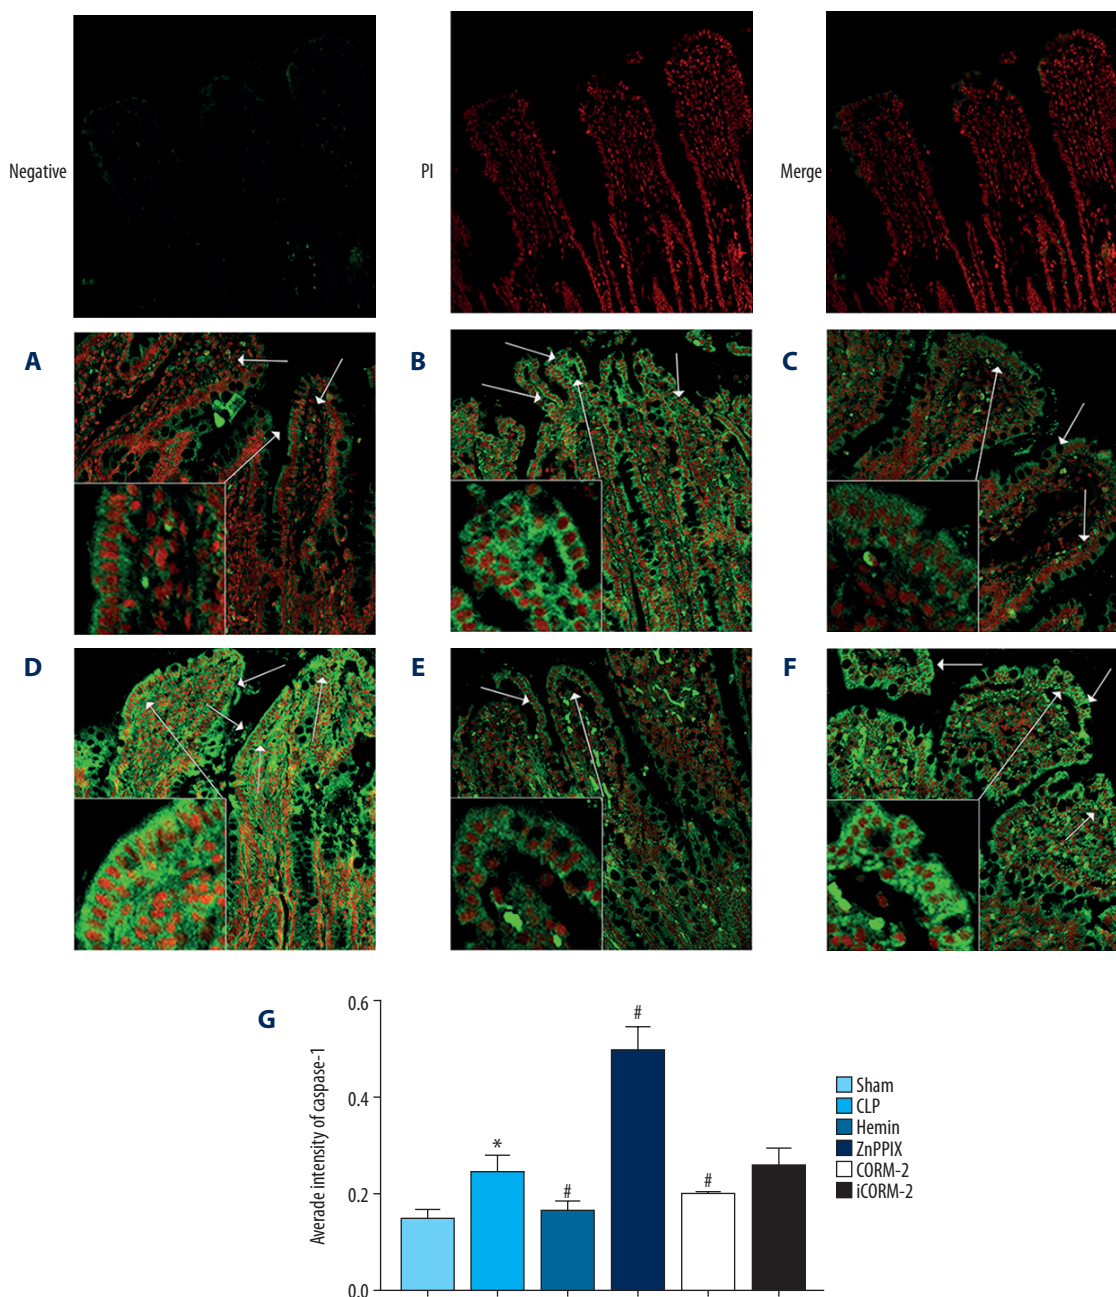 Negative
PI
Merge
A
B
C
D
E
F
G
Averade intensity of caspase-1
0.6
0.4
0.2
0.0
*
#
#
#
Sham
CLP
Hemin
ZnPPIX
CORM-2
iCORM-2